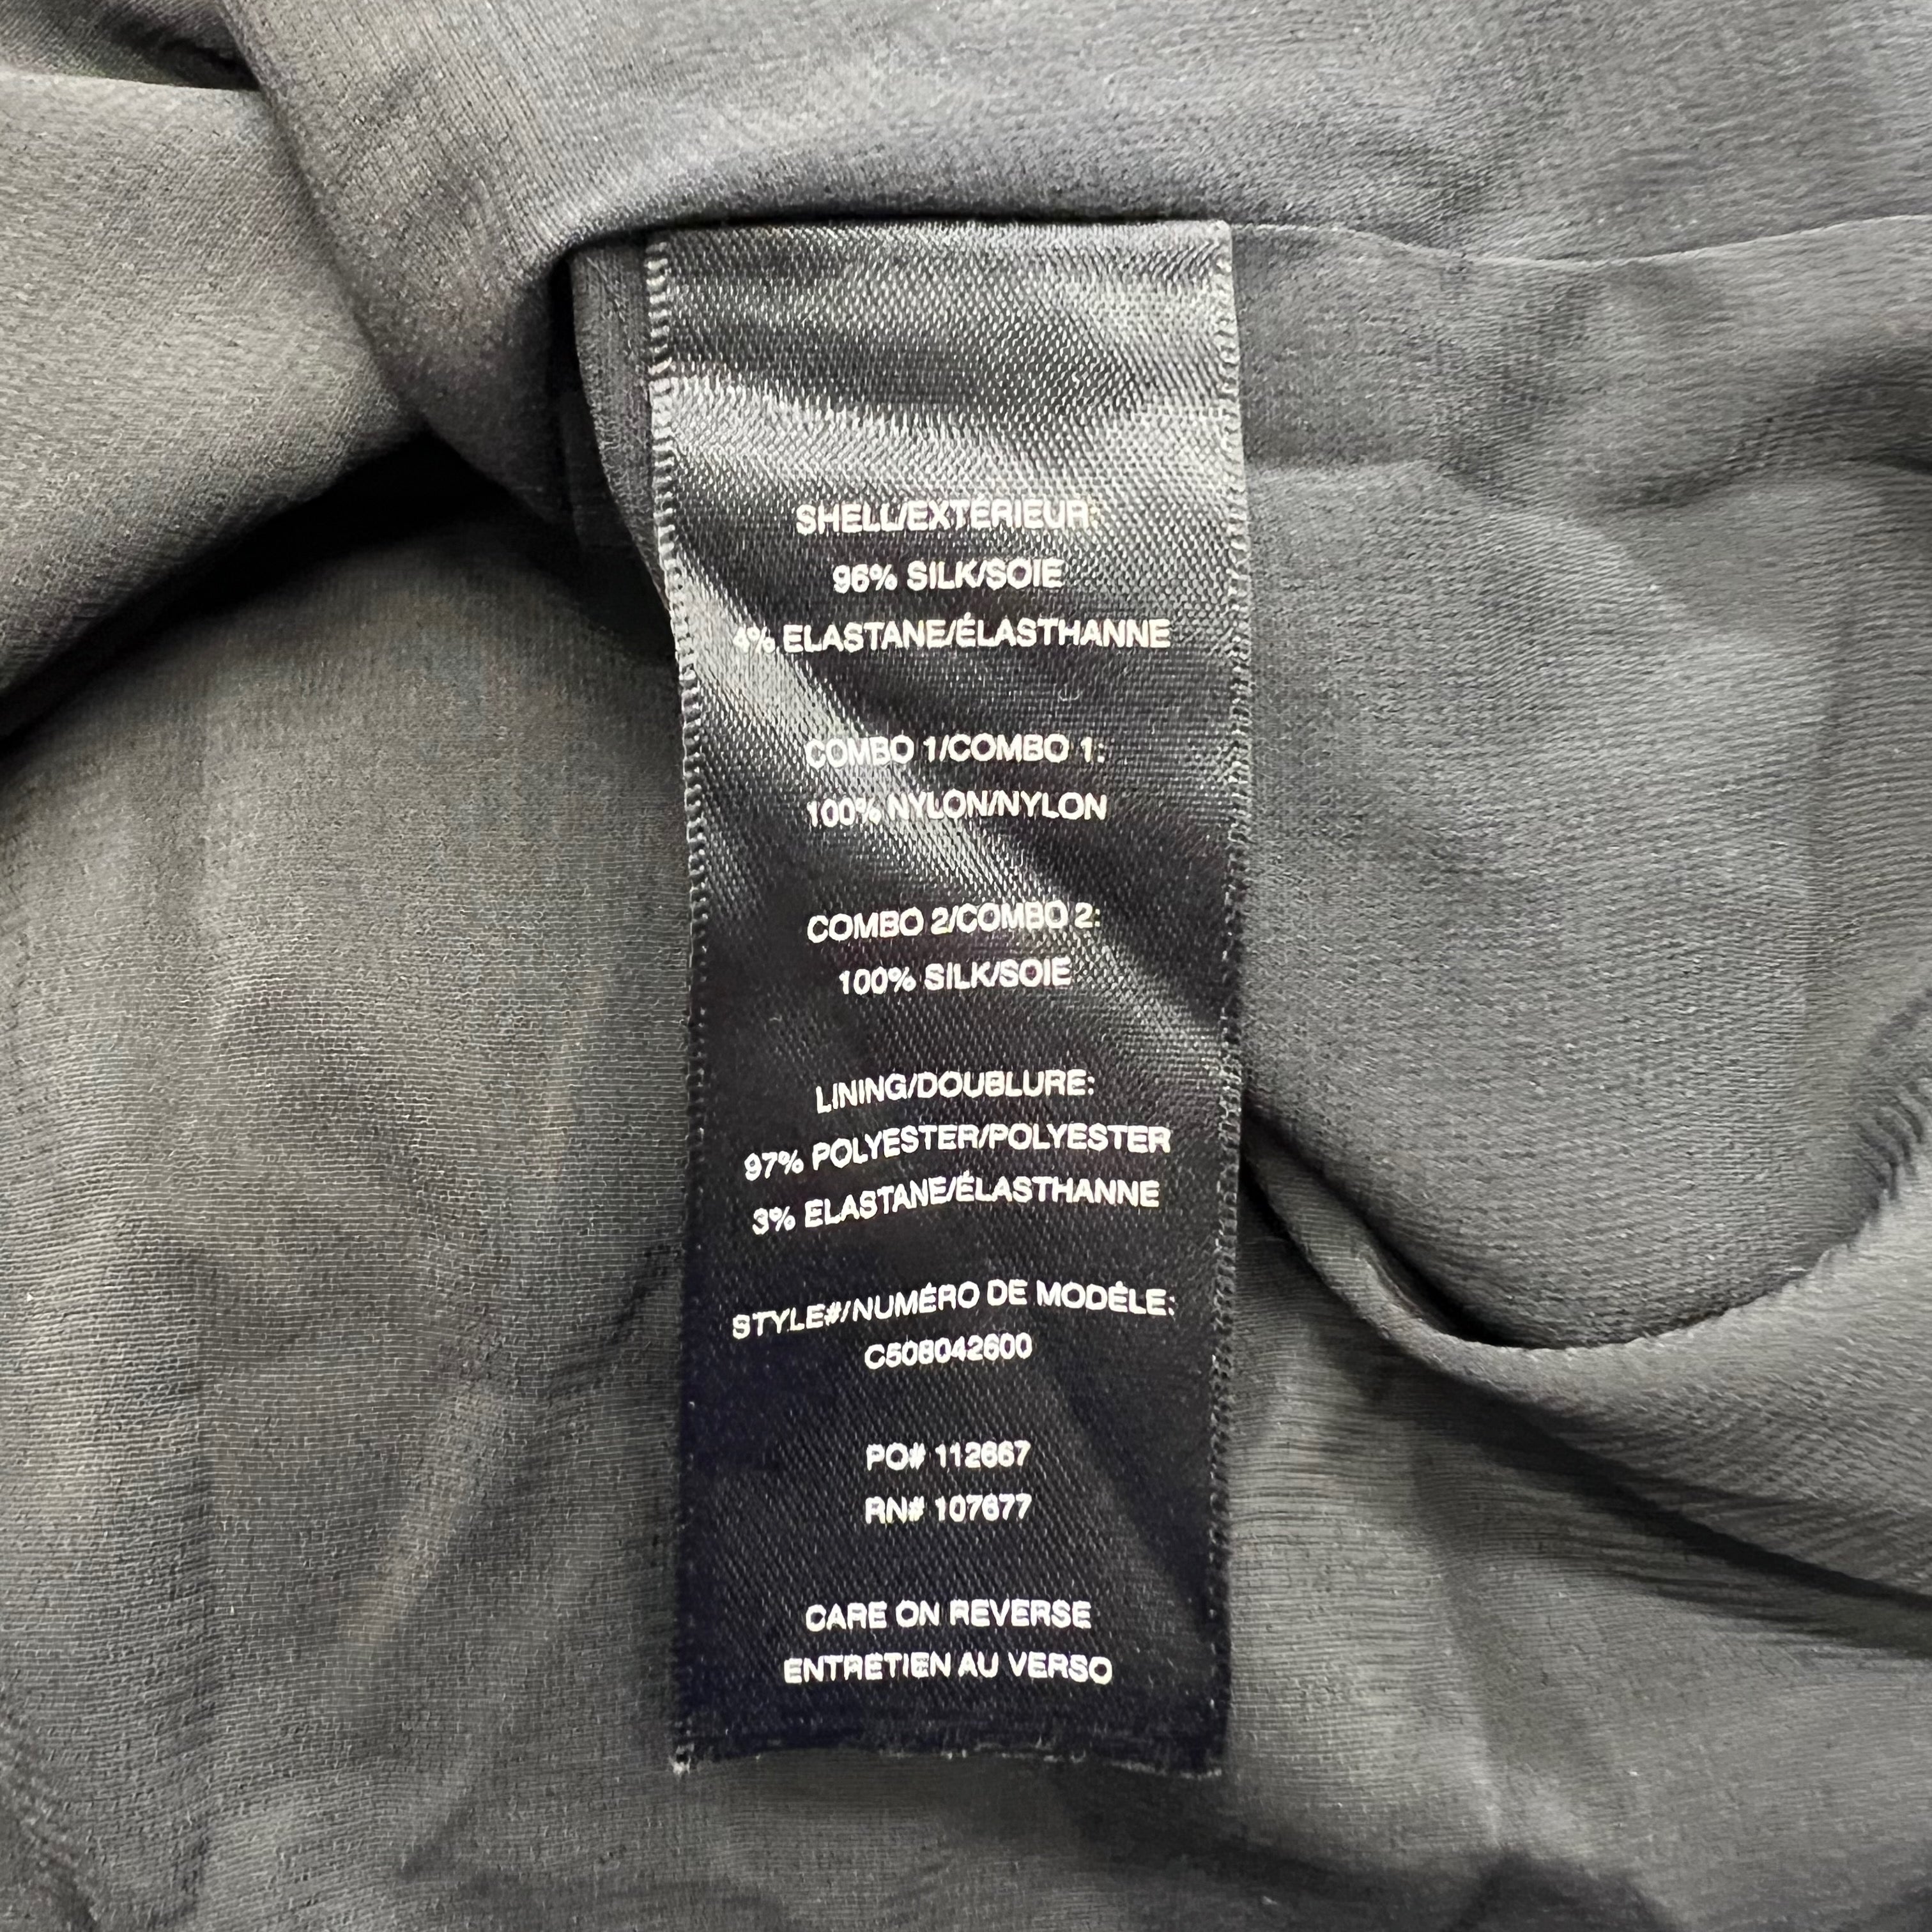 SHELL/EXTÉRIEUR:
96% SILK/SOIE
4% ELASTANE/ÉLASTHANNE
COMBO 1/COMBO 1:
100% NYLON/NYLON
COMBO 2/COMBO 2:
100% SILK/SOIE
LINING/DOUBLURE:
97% POLYESTER/POLYESTER
3% ELASTANE/ÉLASTHANNE
STYLE#/NUMÉRO DE MODÈLE:
C508042600
PO# 112667
RN# 107677
CARE ON REVERSE
ENTRETIEN AU VERSO